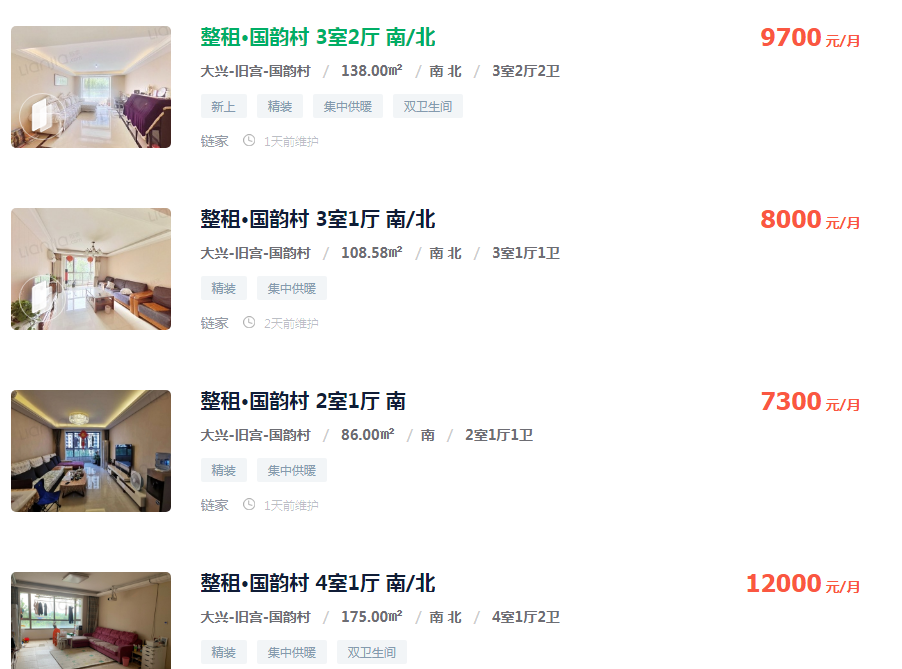 整租·国韵村 3室2厅 南/北
9700 元/月
大兴-旧宫-国韵村 / 138.00㎡ / 南 北 / 3室2厅2卫
新上 精装 集中供暖 双卫生间
链家 1天前维护
整租·国韵村 3室1厅 南/北
8000 元/月
大兴-旧宫-国韵村 / 108.58㎡ / 南 北 / 3室1厅1卫
精装 集中供暖
链家 2天前维护
整租·国韵村 2室1厅 南
7300 元/月
大兴-旧宫-国韵村 / 86.00㎡ / 南 / 2室1厅1卫
精装 集中供暖
链家 1天前维护
整租·国韵村 4室1厅 南/北
12000 元/月
大兴-旧宫-国韵村 / 175.00㎡ / 南 北 / 4室1厅2卫
精装 集中供暖 双卫生间